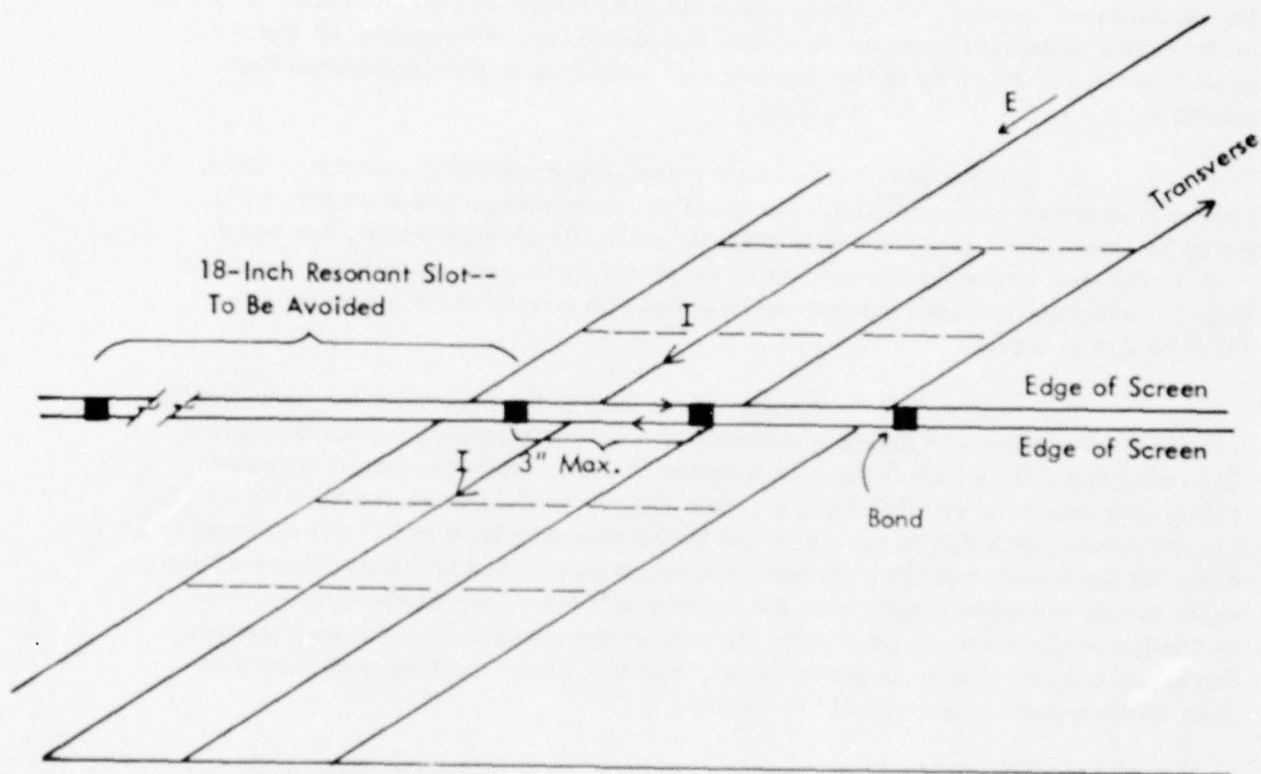 E
Transverse
18-Inch Resonant Slot--
To Be Avoided
I
Edge of Screen
Edge of Screen
I
3" Max.
Bond